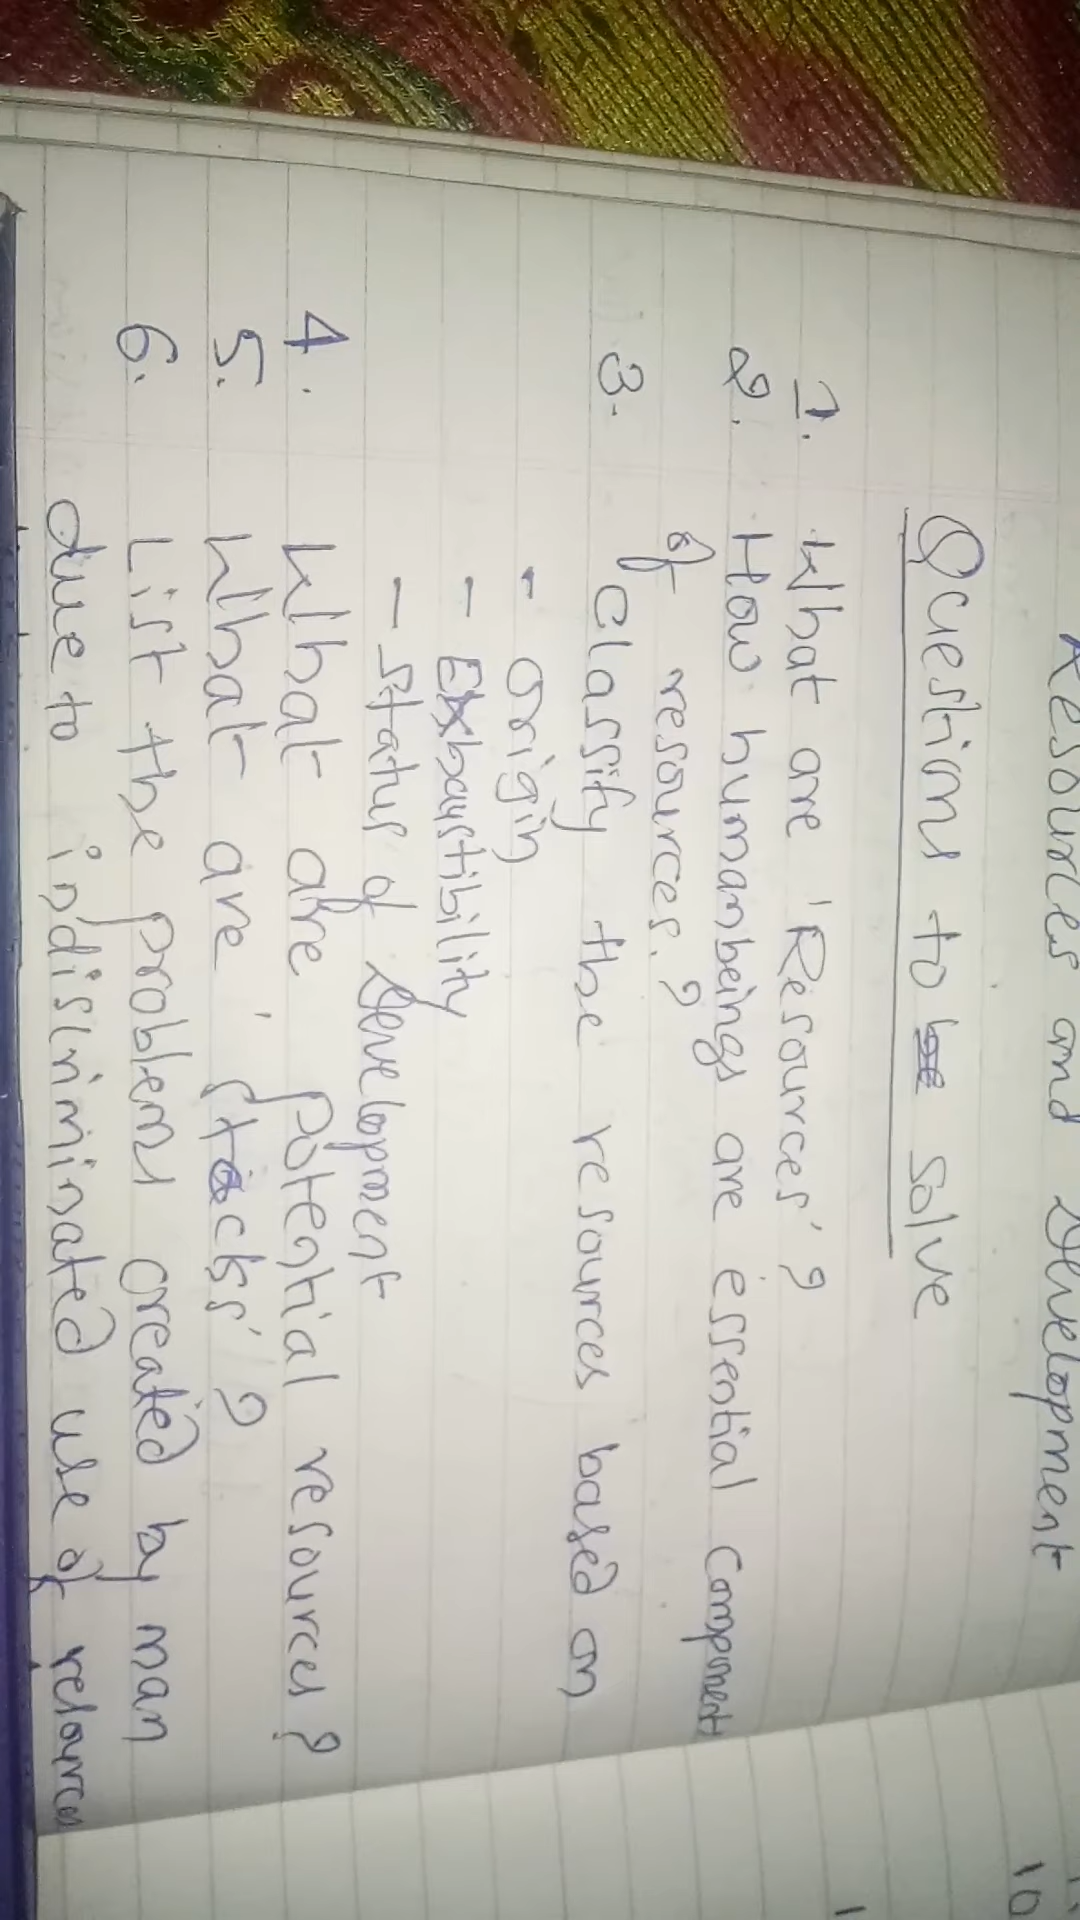 Resources and Development
Questions to solve
1. What are 'Resources'?
2. How humanbeings are essential component
of resources.?
3. Classify the resources based on
- Origin
- Exhaustibility
- Status of Development
4. What are potential resources?
5. What are 'stocks'?
6. List the problems created by man
due to indiscriminated use of resources
10